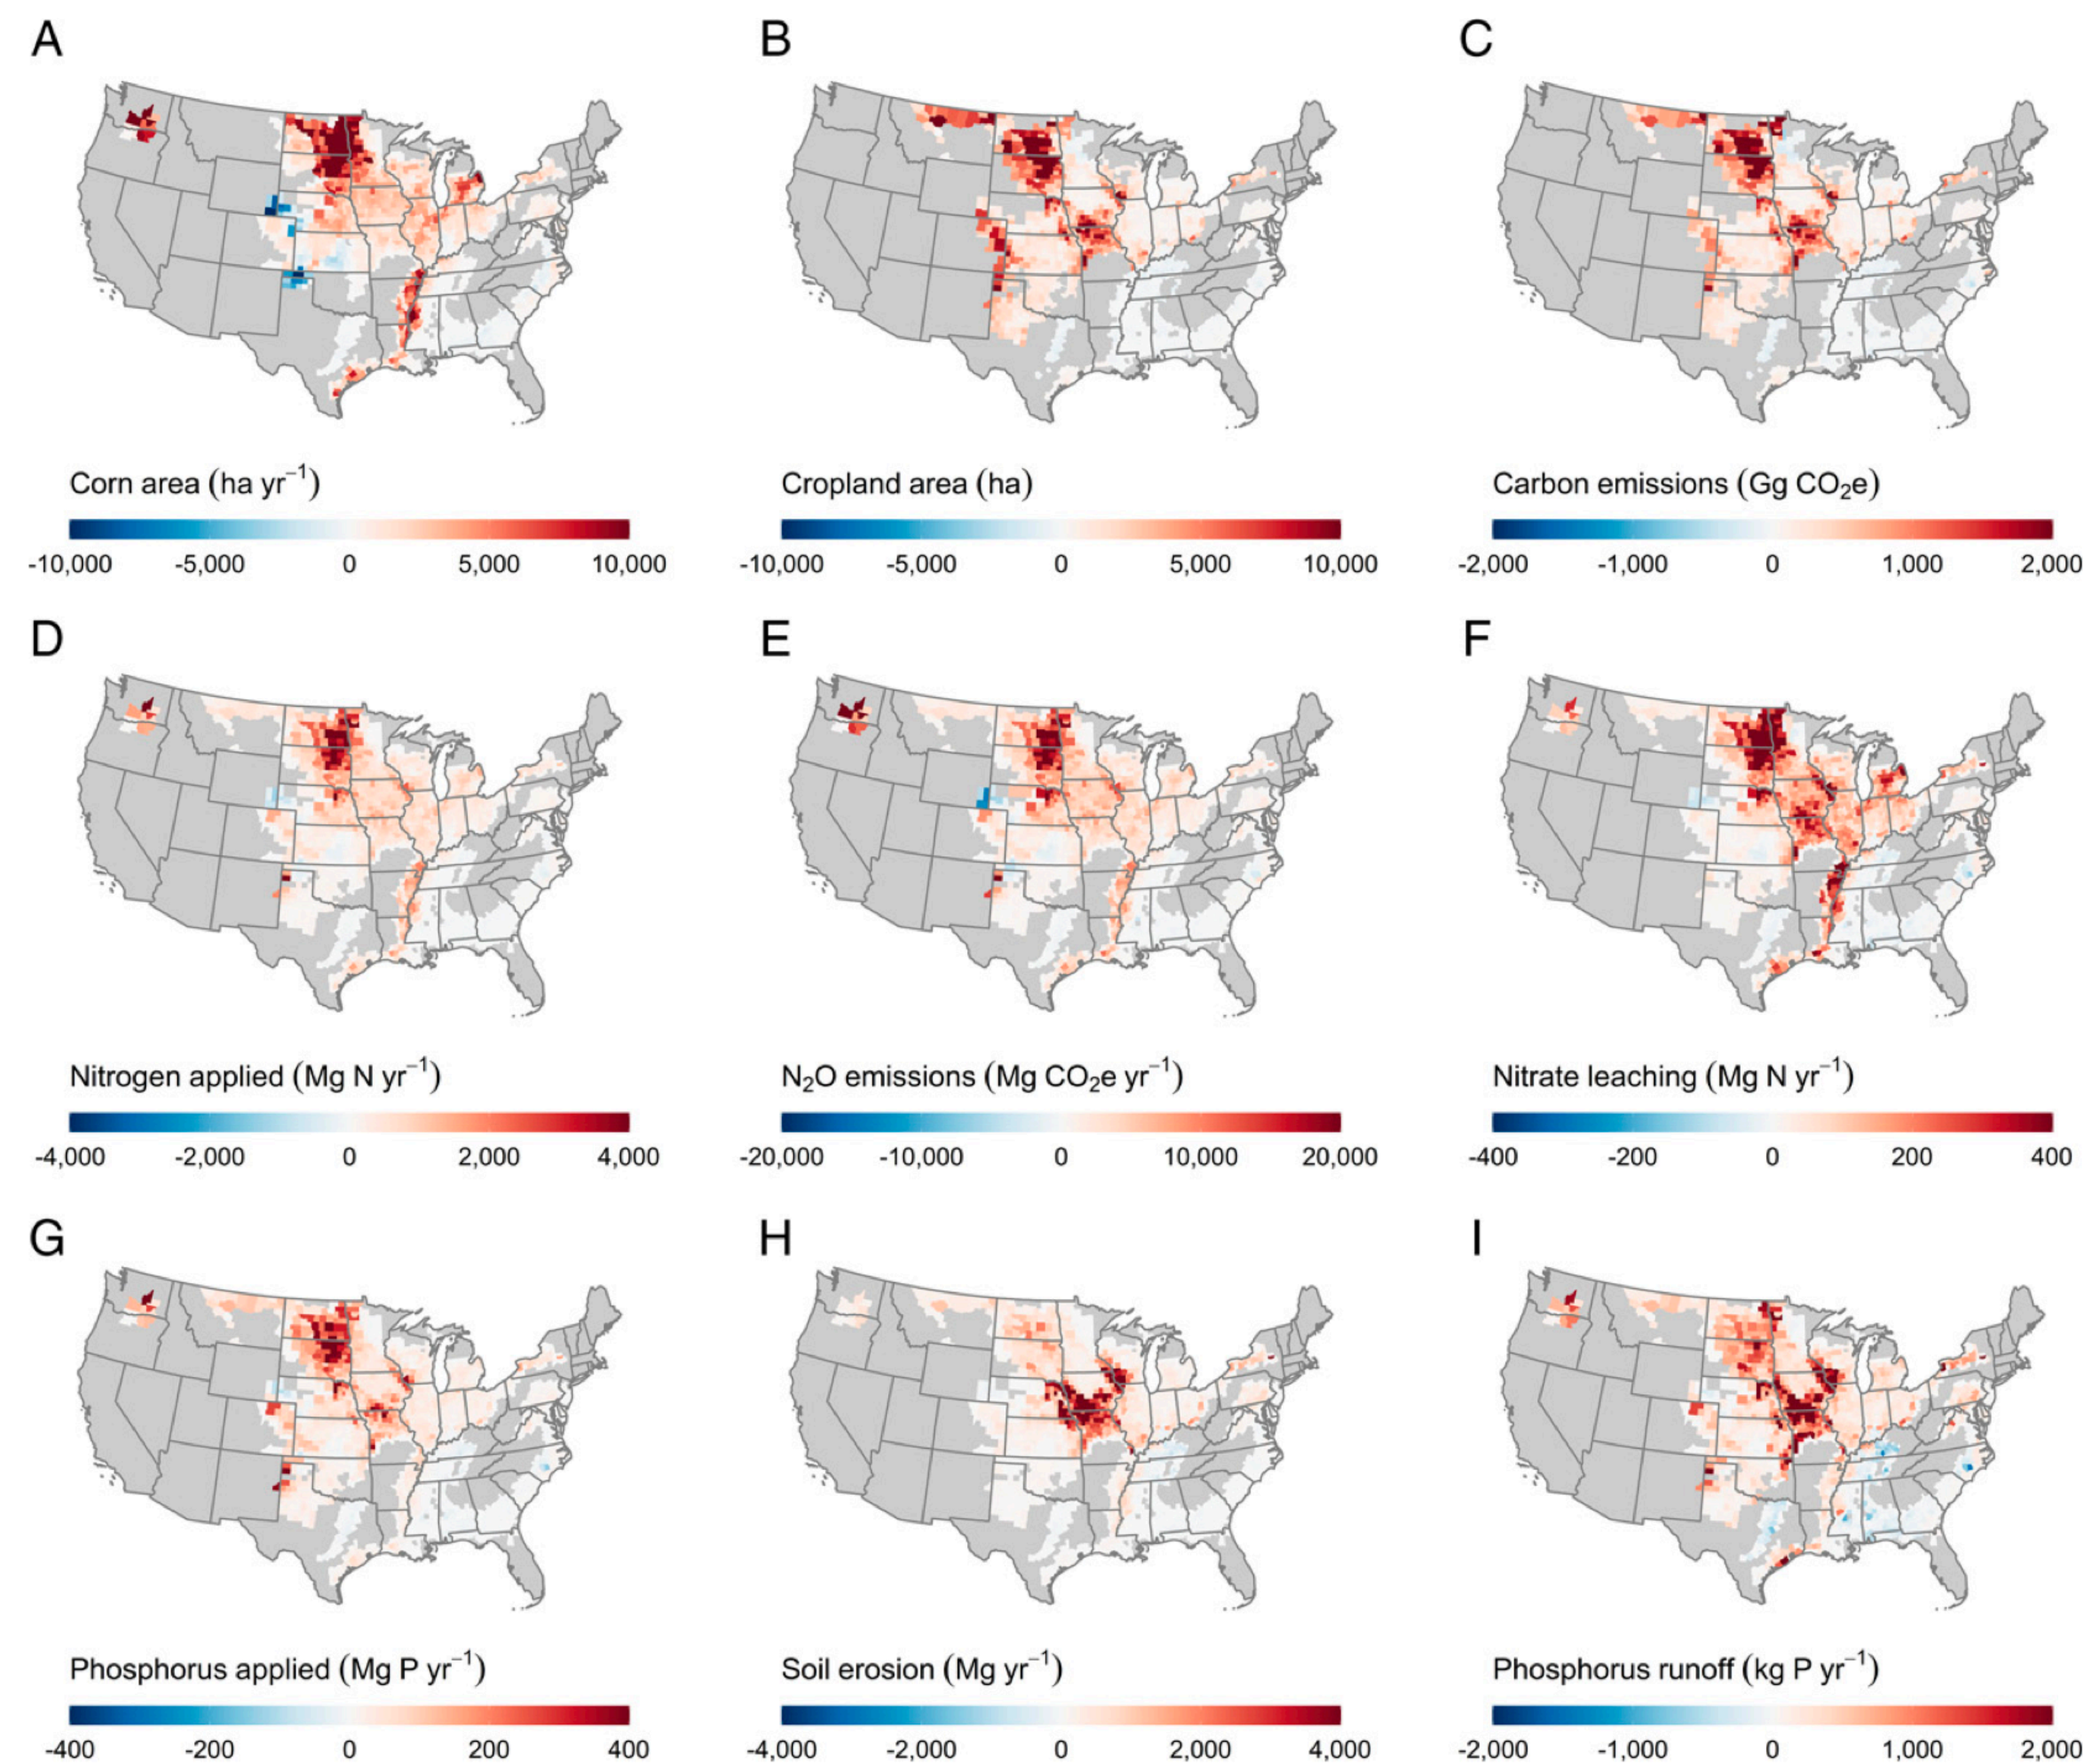 A B C
Corn area (ha yr⁻¹) Cropland area (ha) Carbon emissions (Gg CO₂e)
-10,000 -5,000 0 5,000 10,000 -10,000 -5,000 0 5,000 10,000 -2,000 -1,000 0 1,000 2,000
D E F
Nitrogen applied (Mg N yr⁻¹) N₂O emissions (Mg CO₂e yr⁻¹) Nitrate leaching (Mg N yr⁻¹)
-4,000 -2,000 0 2,000 4,000 -20,000 -10,000 0 10,000 20,000 -400 -200 0 200 400
G H I
Phosphorus applied (Mg P yr⁻¹) Soil erosion (Mg yr⁻¹) Phosphorus runoff (kg P yr⁻¹)
-400 -200 0 200 400 -4,000 -2,000 0 2,000 4,000 -2,000 -1,000 0 1,000 2,000